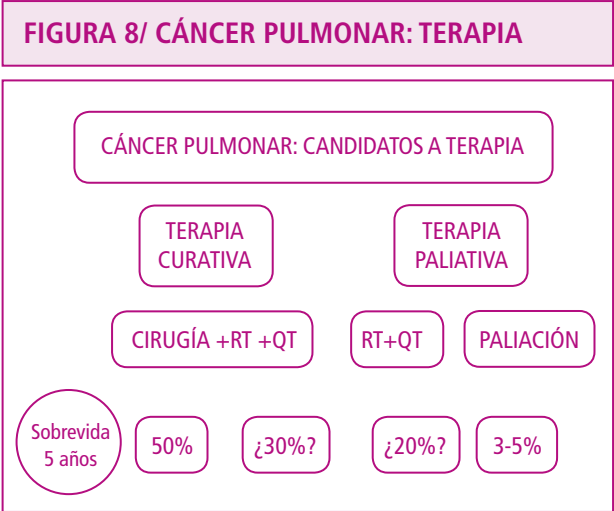 FIGURA 8/ CÁNCER PULMONAR: TERAPIA
CÁNCER PULMONAR: CANDIDATOS A TERAPIA
TERAPIA
CURATIVA
TERAPIA
PALIATIVA
CIRUGÍA +RT +QT
RT+QT
PALIACIÓN
Sobrevida
5 años
50%
¿30%?
¿20%?
3-5%